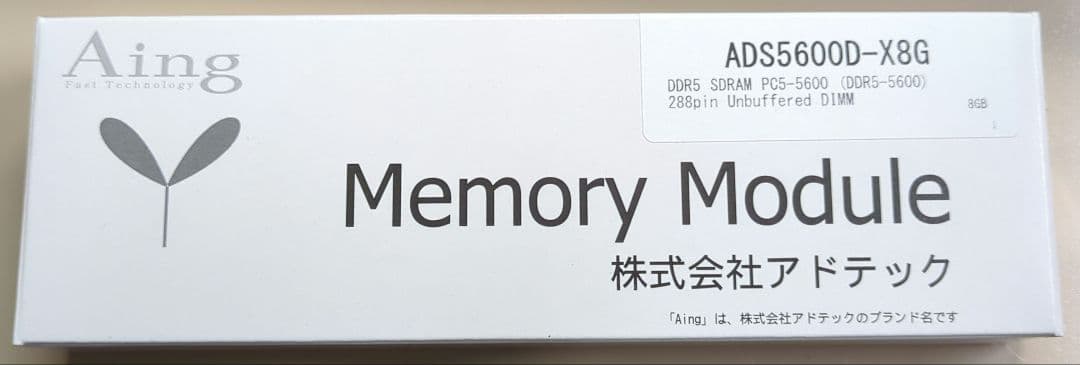 Aing
Fast Technology
ADS5600D-X8G
DDR5 SDRAM PC5-5600 (DDR5-5600)
288pin Unbuffered DIMM
8GB
1
Memory Module
株式会社アドテック
「Aing」は、株式会社アドテックのブランド名です